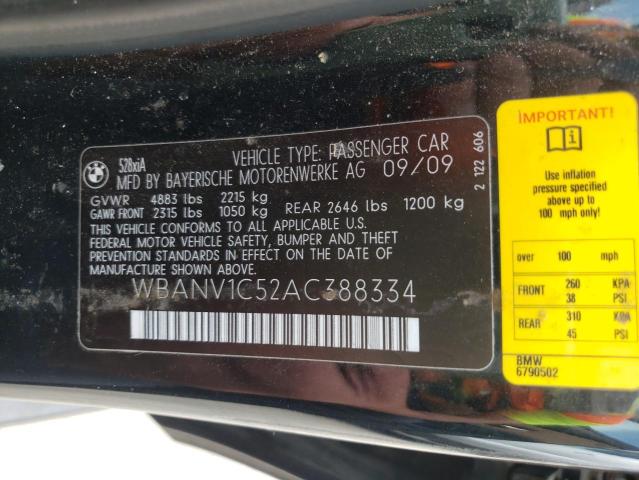 BMW
528xiA
VEHICLE TYPE: PASSENGER CAR
MFD BY BAYERISCHE MOTORENWERKE AG 09/09
GVWR 4883 lbs 2215 kg
GAWR FRONT 2315 lbs 1050 kg REAR 2646 lbs 1200 kg
THIS VEHICLE CONFORMS TO ALL APPLICABLE U.S.
FEDERAL MOTOR VEHICLE SAFETY, BUMPER AND THEFT
PREVENTION STANDARDS IN EFFECT ON THE DATE OF
MANUFACTURE SHOWN ABOVE.
WBANV1C52AC388334
2 122 606
IMPORTANT!
Use only inflation
pressure specified
above or up to
100 mph only!
over 100 mph
FRONT 260 KPA
38 PSI
REAR 310 KPA
45 PSI
BMW
6790502